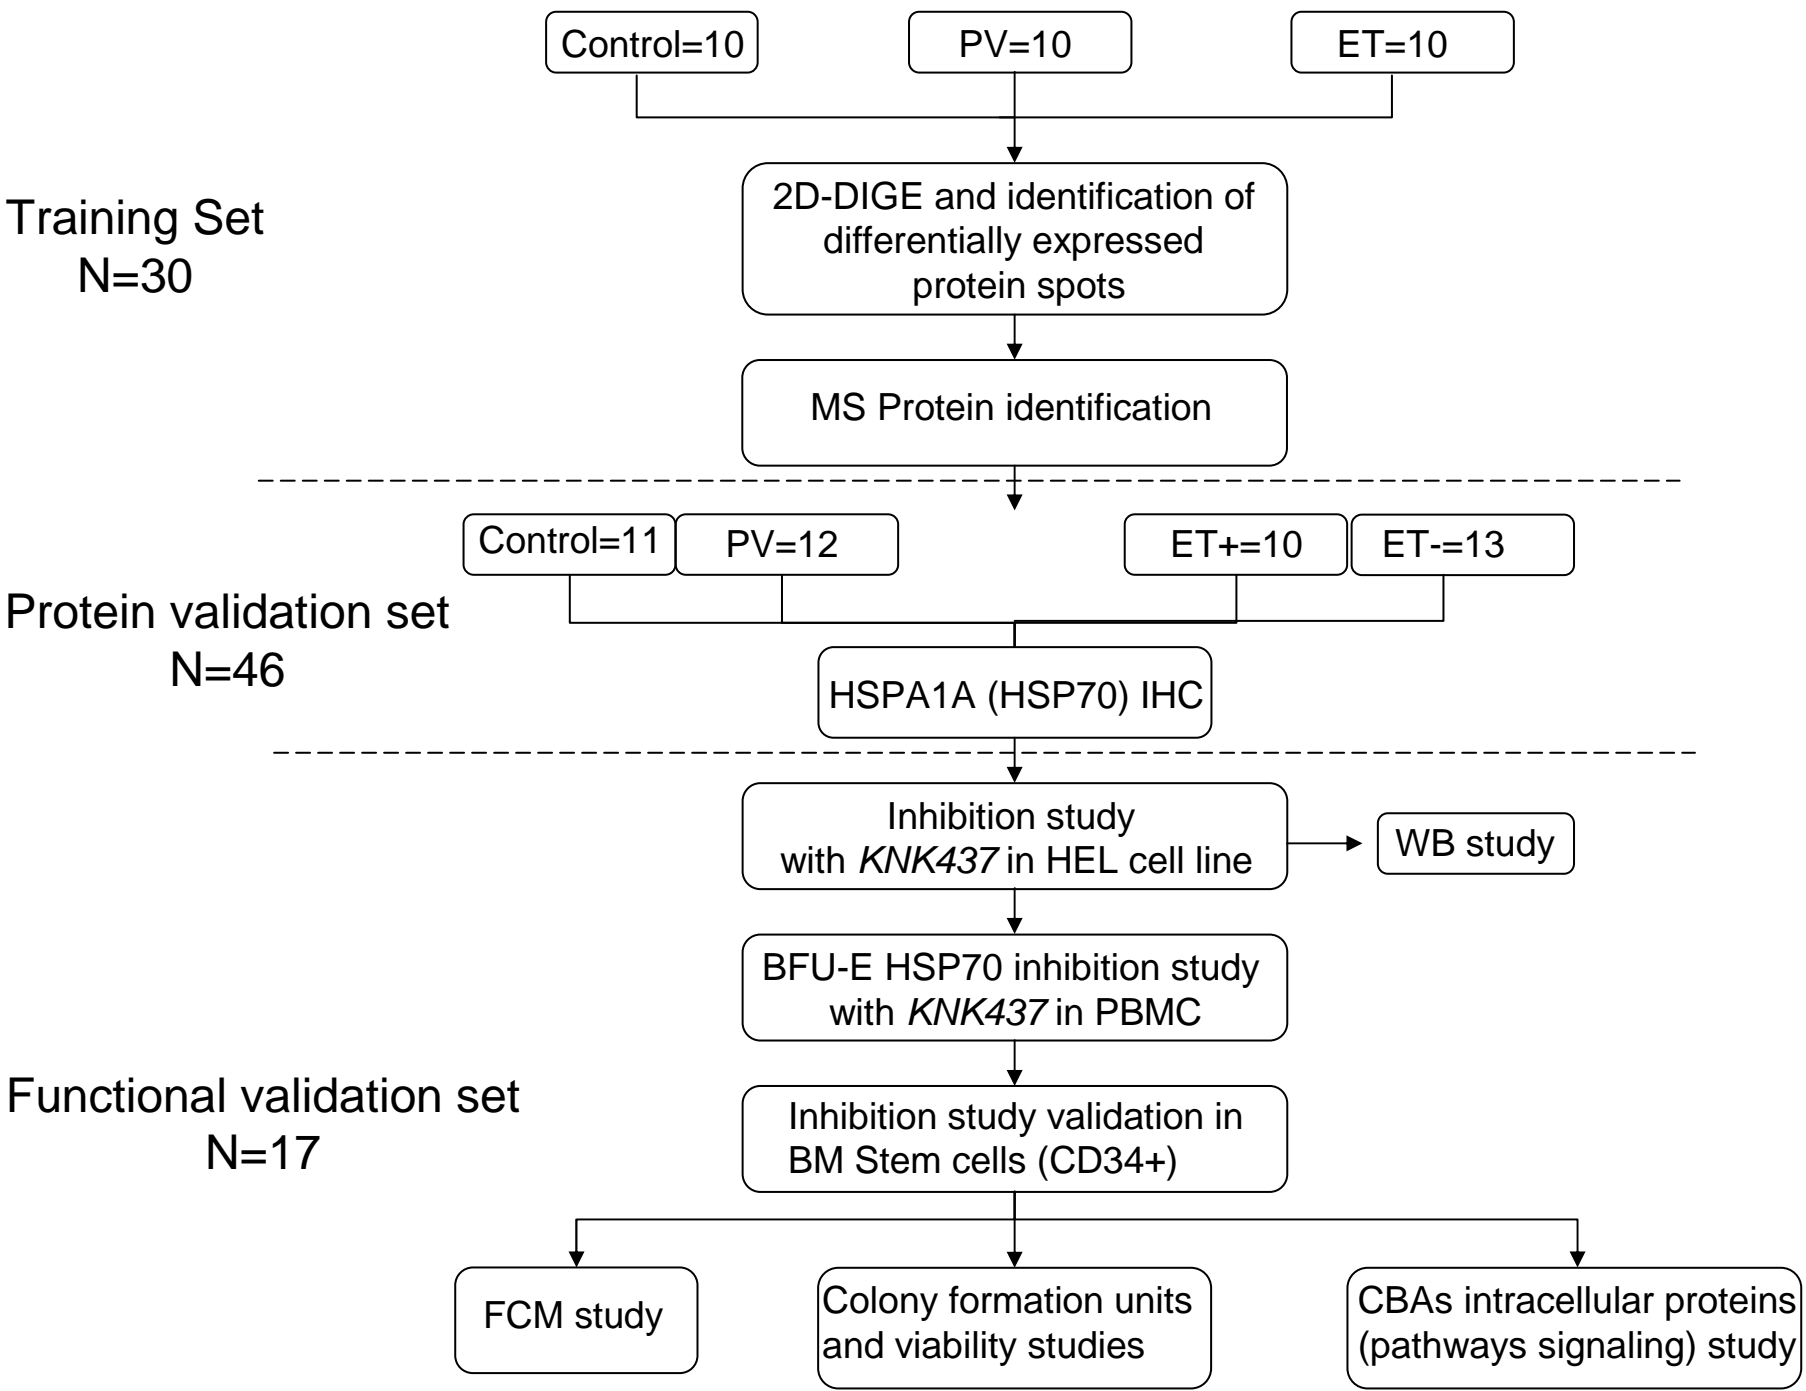 Control=10
PV=10
ET=10
Training Set
N=30
2D-DIGE and identification of
differentially expressed
protein spots
MS Protein identification
Control=11
PV=12
ET+=10
ET-=13
Protein validation set
N=46
HSPA1A (HSP70) IHC
Inhibition study
with KNK437 in HEL cell line
WB study
BFU-E HSP70 inhibition study
with KNK437 in PBMC
Functional validation set
N=17
Inhibition study validation in
BM Stem cells (CD34+)
FCM study
Colony formation units
and viability studies
CBAs intracellular proteins
(pathways signaling) study